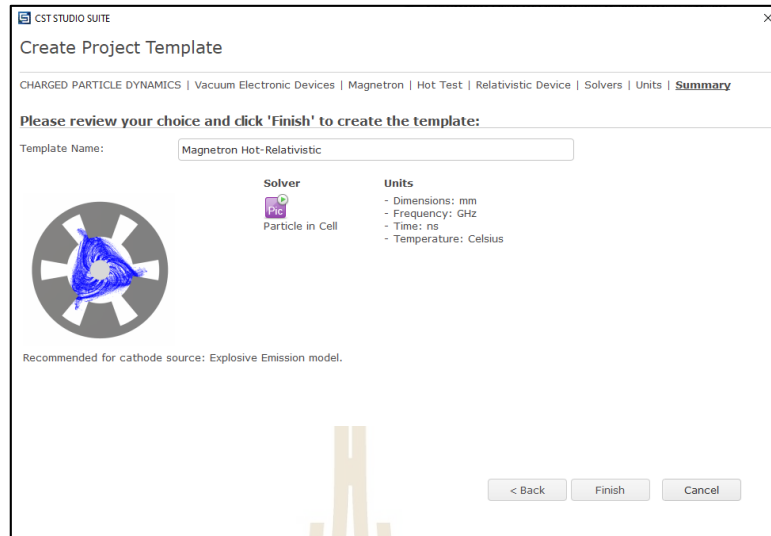 CST STUDIO SUITE
Create Project Template
CHARGED PARTICLE DYNAMICS | Vacuum Electronic Devices | Magnetron | Hot Test | Relativistic Device | Solvers | Units | Summary
Please review your choice and click 'Finish' to create the template:
Template Name: Magnetron Hot-Relativistic
Solver Units
Pic - Dimensions: mm
- Frequency: GHz
Particle in Cell - Time: ns
- Temperature: Celsius
Recommended for cathode source: Explosive Emission model.
< Back Finish Cancel